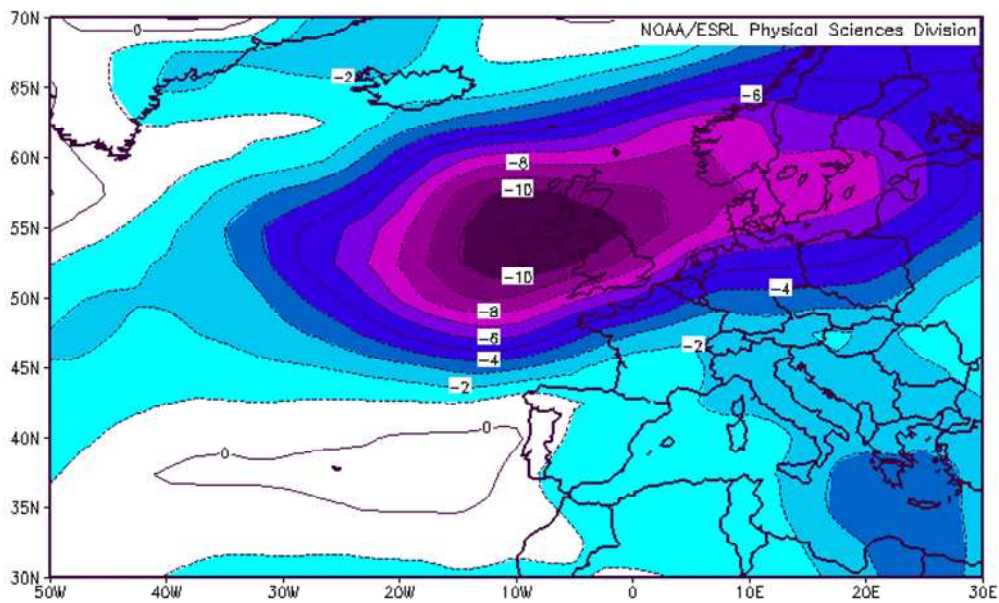 70N
0
NOAA/ESRL Physical Sciences Division
-2
65N
-6
60N
-8
-10
55N
-10
50N
-8
-4
-6
-2
45N
-4
-2
40N
0
0
35N
30N
50W
40W
30W
20W
10W
0
10E
20E
30E